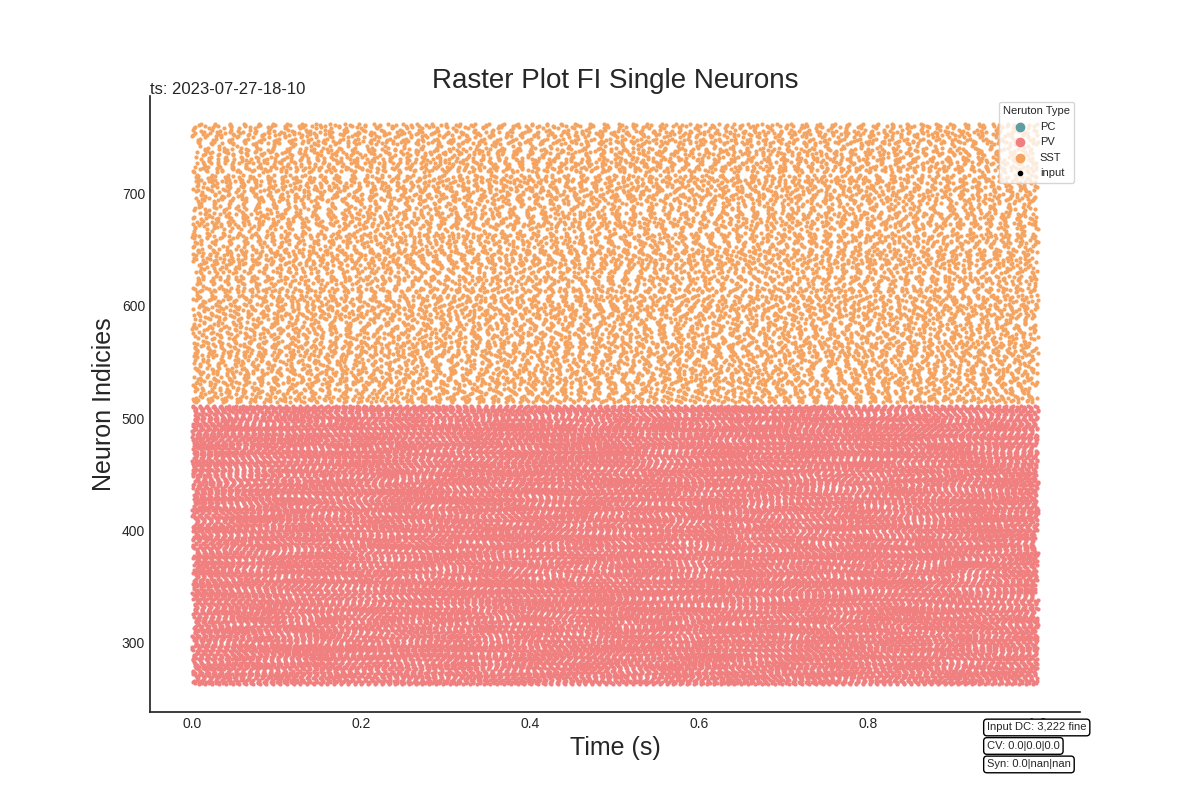 Raster Plot FI Single Neurons
ts: 2023-07-27-18-10
Neruton Type
PC
PV
SST
input
Neuron Indicies
700
600
500
400
300
0.0 0.2 0.4 0.6 0.8
Time (s)
Input DC: 3,222 fine
CV: 0.0|0.0|0.0
Syn: 0.0|nan|nan